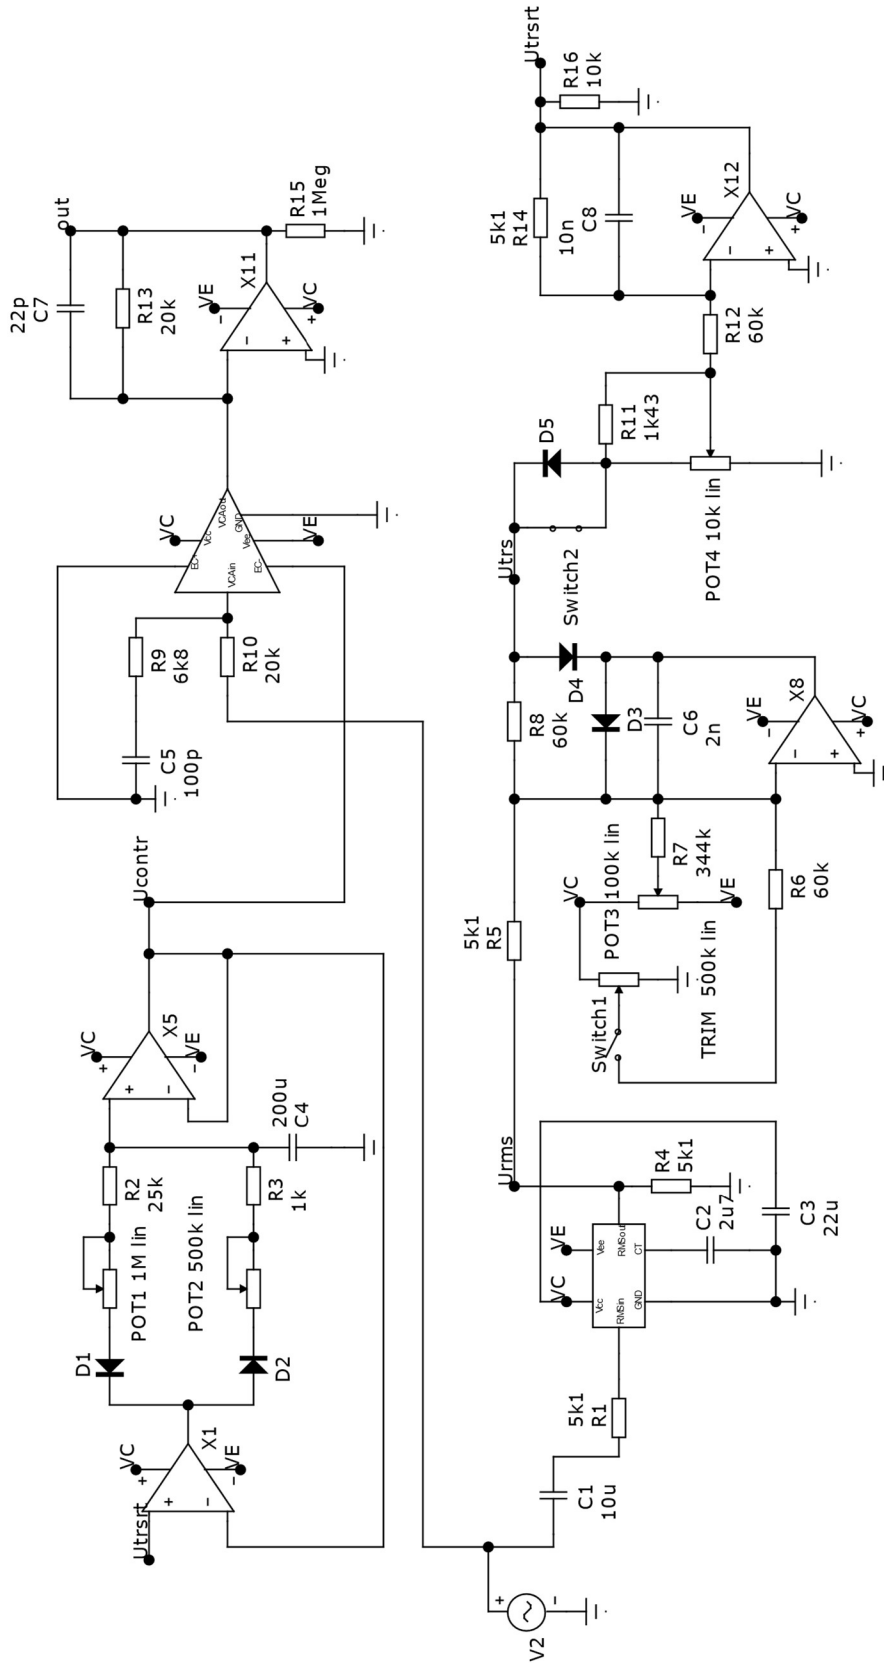 Utrsrt
VC
+
+
−
X1
−
VE
D1
D2
POT1 1M lin
POT2 500k lin
R2
25k
R3
1k
200u
C4
VC
+
+
−
X5
−
VE
Ucontr
C5
100p
R9
6k8
R10
20k
EC+
VC
Vcc
VCAin
VCAout
GND
Vee
EC-
VE
22p
C7
R13
20k
VE
−
−
+
X11
+
VC
out
R15
1Meg
V2
+
−
C1
10u
5k1
R1
VC
VE
Vcc
Vee
RMSin
RMSout
GND
CT
Urms
R4
5k1
C2
2u7
C3
22u
5k1
R5
Switch1
TRIM 500k lin
VC
POT3 100k lin
VE
R7
344k
R6
60k
R8
60k
D4
D3
C6
2n
VE
−
−
+
X8
+
VC
Utrs
Switch2
D5
POT4 10k lin
R11
1k43
R12
60k
5k1
R14
10n
C8
VE
−
−
+
X12
+
VC
Utrsrt
R16
10k